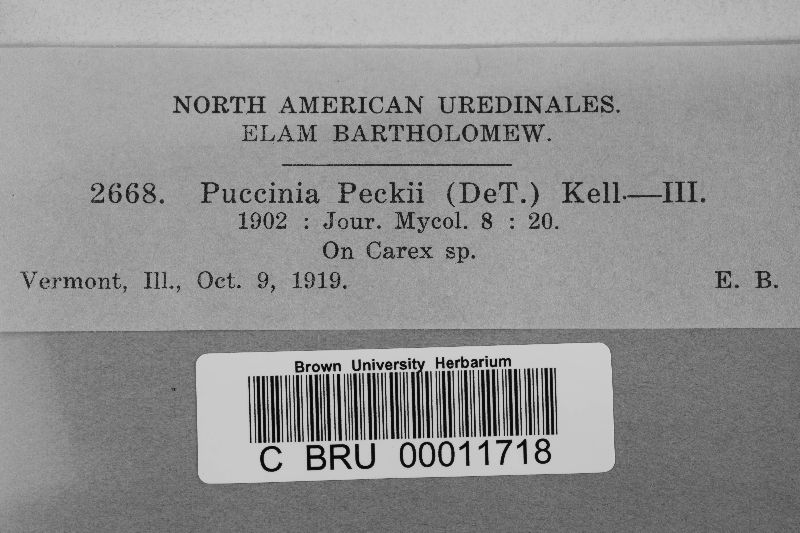 NORTH AMERICAN UREDINALES.
ELAM BARTHOLOMEW.
2668. Puccinia Peckii (DeT.) Kell.—III.
1902 : Jour. Mycol. 8 : 20.
On Carex sp.
Vermont, Ill., Oct. 9, 1919. E. B.
Brown University Herbarium
C BRU 00011718